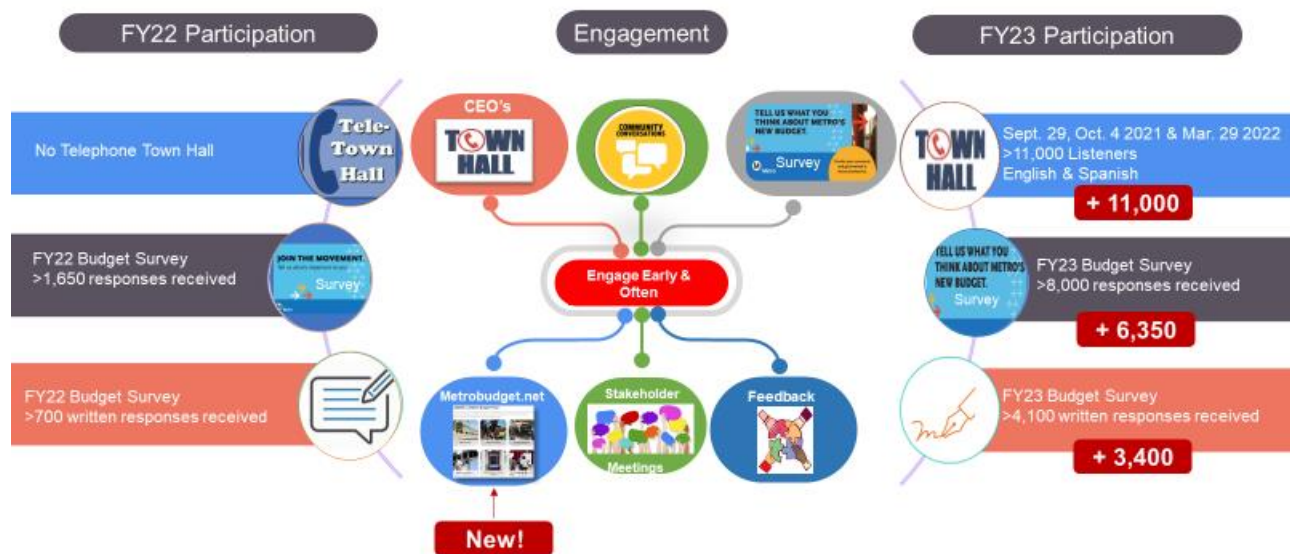 FY22 Participation
Engagement
FY23 Participation
No Telephone Town Hall
Tele-
Town
Hall
CEO's
TOWN
HALL
COMMUNITY
CONVERSATIONS
TELL US WHAT YOU
THINK ABOUT METRO'S
NEW BUDGET.
Survey
Metro
TOWN
HALL
Sept. 29, Oct. 4 2021 & Mar. 29 2022
>11,000 Listeners
English & Spanish
+ 11,000
FY22 Budget Survey
>1,650 responses received
JOIN THE MOVEMENT.
Survey
Engage Early &
Often
TELL US WHAT YOU
THINK ABOUT METRO'S
NEW BUDGET.
Survey
FY23 Budget Survey
>8,000 responses received
+ 6,350
FY22 Budget Survey
>700 written responses received
Metrobudget.net
Stakeholder
Meetings
Feedback
FY23 Budget Survey
>4,100 written responses received
+ 3,400
New!